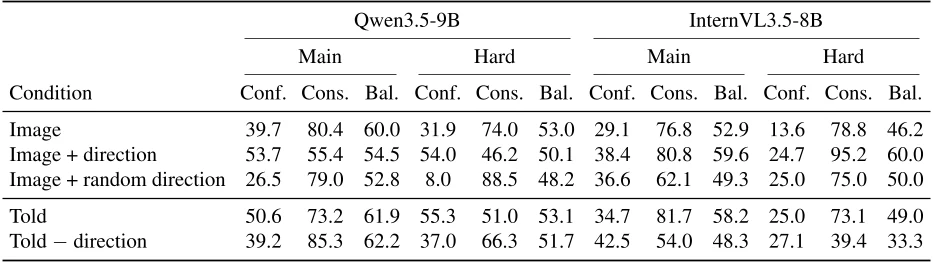 Qwen3.5-9B InternVL3.5-8B
Main Hard Main Hard
Condition Conf. Cons. Bal. Conf. Cons. Bal. Conf. Cons. Bal. Conf. Cons. Bal.
Image 39.7 80.4 60.0 31.9 74.0 53.0 29.1 76.8 52.9 13.6 78.8 46.2
Image + direction 53.7 55.4 54.5 54.0 46.2 50.1 38.4 80.8 59.6 24.7 95.2 60.0
Image + random direction 26.5 79.0 52.8 8.0 88.5 48.2 36.6 62.1 49.3 25.0 75.0 50.0
Told 50.6 73.2 61.9 55.3 51.0 53.1 34.7 81.7 58.2 25.0 73.1 49.0
Told − direction 39.2 85.3 62.2 37.0 66.3 51.7 42.5 54.0 48.3 27.1 39.4 33.3